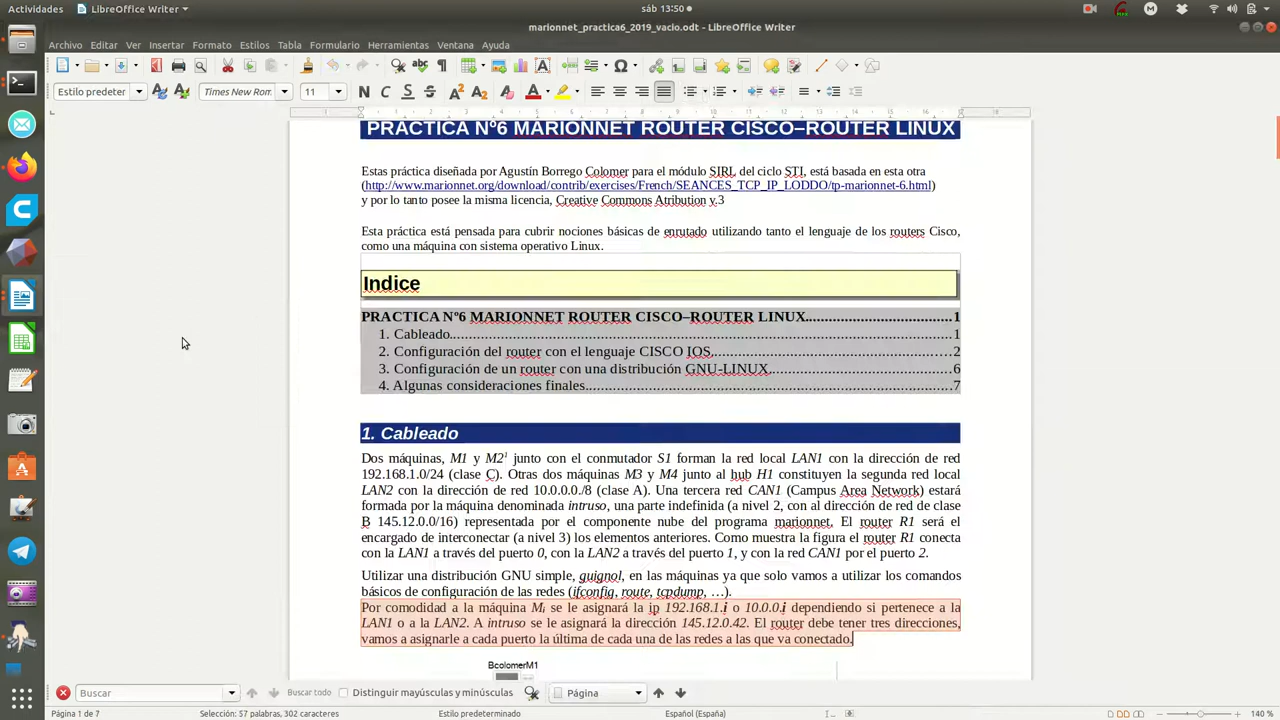 Actividades
LibreOffice Writer
sáb 13:50
marionnet_practica6_2019_vacio.odt - LibreOffice Writer
Archivo Editar Ver Insertar Formato Estilos Tabla Formulario Herramientas Ventana Ayuda
Estilo predeter
Times New Rom
11
PRACTICA Nº6 MARIONNET ROUTER CISCO–ROUTER LINUX
Estas práctica diseñada por Agustín Borrego Colomer para el módulo SIRL del ciclo STI, está basada en esta otra
(http://www.marionnet.org/download/contrib/exercises/French/SEANCES_TCP_IP_LODDO/tp-marionnet-6.html)
y por lo tanto posee la misma licencia, Creative Commons Atribution v.3
Esta práctica está pensada para cubrir nociones básicas de enrutado utilizando tanto el lenguaje de los routers Cisco,
como una máquina con sistema operativo Linux.
Indice
PRACTICA Nº6 MARIONNET ROUTER CISCO–ROUTER LINUX 1
1. Cableado 1
2. Configuración del router con el lenguaje CISCO IOS 2
3. Configuración de un router con una distribución GNU-LINUX 6
4. Algunas consideraciones finales 7
1. Cableado
Dos máquinas, M1 y M2¹ junto con el conmutador S1 forman la red local LAN1 con la dirección de red
192.168.1.0/24 (clase C). Otras dos máquinas M3 y M4 junto al hub H1 constituyen la segunda red local
LAN2 con la dirección de red 10.0.0.0./8 (clase A). Una tercera red CAN1 (Campus Area Network) estará
formada por la máquina denominada intruso, una parte indefinida (a nivel 2, con al dirección de red de clase
B 145.12.0.0/16) representada por el componente nube del programa marionnet. El router R1 será el
encargado de interconectar (a nivel 3) los elementos anteriores. Como muestra la figura el router R1 conecta
con la LAN1 a través del puerto 0, con la LAN2 a través del puerto 1, y con la red CAN1 por el puerto 2.
Utilizar una distribución GNU simple, guignol, en las máquinas ya que solo vamos a utilizar los comandos
básicos de configuración de las redes (ifconfig, route, tcpdump, …).
Por comodidad a la máquina Mi se le asignará la ip 192.168.1.i o 10.0.0.i dependiendo si pertenece a la
LAN1 o a la LAN2. A intruso se le asignará la dirección 145.12.0.42. El router debe tener tres direcciones,
vamos a asignarle a cada puerto la última de cada una de las redes a las que va conectado.
BcolomerM1
Buscar
Buscar todo
Distinguir mayúsculas y minúsculas
Página
Página 1 de 7
Selección: 57 palabras, 302 caracteres
Estilo predeterminado
Español (España)
140 %